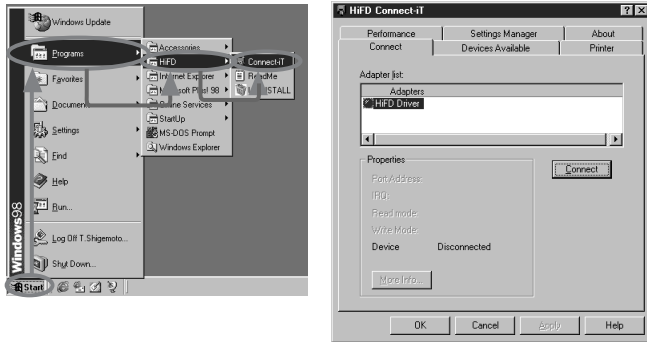 Windows Update
Programs
Favorites
Documents
Settings
Find
Help
Run...
Log Off T.Shigemoto...
Shut Down...
Windows98
Start
Accessories
HiFD
Internet Explorer
Microsoft Plus! 98
Online Services
StartUp
MS-DOS Prompt
Windows Explorer
Connect-iT
ReadMe
UNINSTALL
HiFD Connect-iT
Performance Settings Manager About
Connect Devices Available Printer
Adapter list:
Adapters
HiFD Driver
Properties
Port Address:
IRQ:
Read mode:
Write Mode:
Device Disconnected
More Info...
Connect
OK Cancel Apply Help